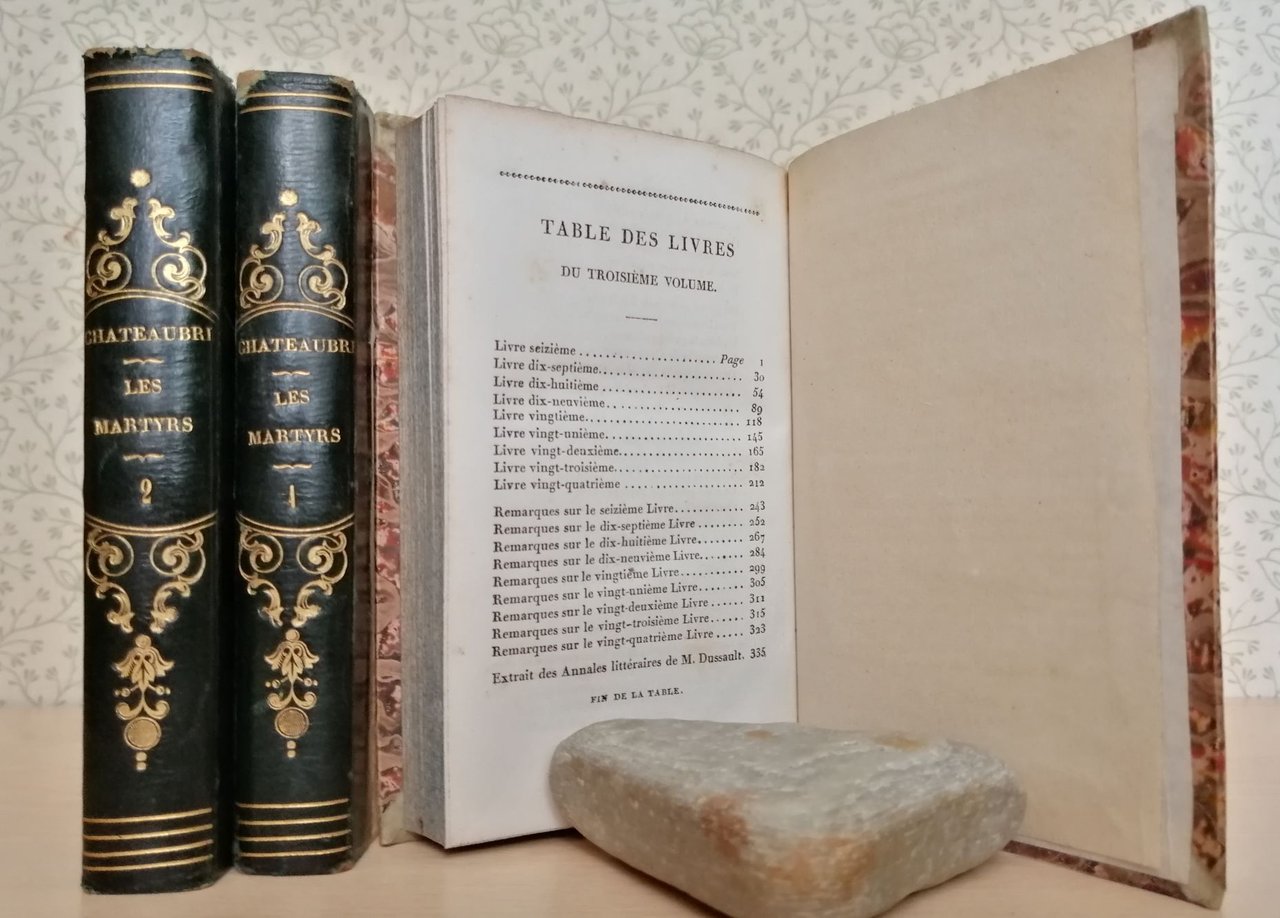 CHATEAUBRI
LES
MARTYRS
2
CHATEAUBRI
LES
MARTYRS
1
TABLE DES LIVRES
DU TROISIÈME VOLUME.
Livre seizième .................... Page 1
Livre dix-septième...................... 30
Livre dix-huitième ...................... 54
Livre dix-neuvième...................... 89
Livre vingtième......................... 118
Livre vingt-unième...................... 145
Livre vingt-deuxième.................... 165
Livre vingt-troisième................... 182
Livre vingt-quatrième .................. 212
Remarques sur le seizième Livre........... 243
Remarques sur le dix-septième Livre ........ 262
Remarques sur le dix-huitième Livre........ 267
Remarques sur le dix-neuvième Livre....... 284
Remarques sur le vingtième Livre.......... 299
Remarques sur le vingt-unième Livre....... 305
Remarques sur le vingt-deuxième Livre...... 311
Remarques sur le vingt-troisième Livre...... 315
Remarques sur le vingt-quatrième Livre ..... 323
Extrait des Annales littéraires de M. Dussault. 335
FIN DE LA TABLE.